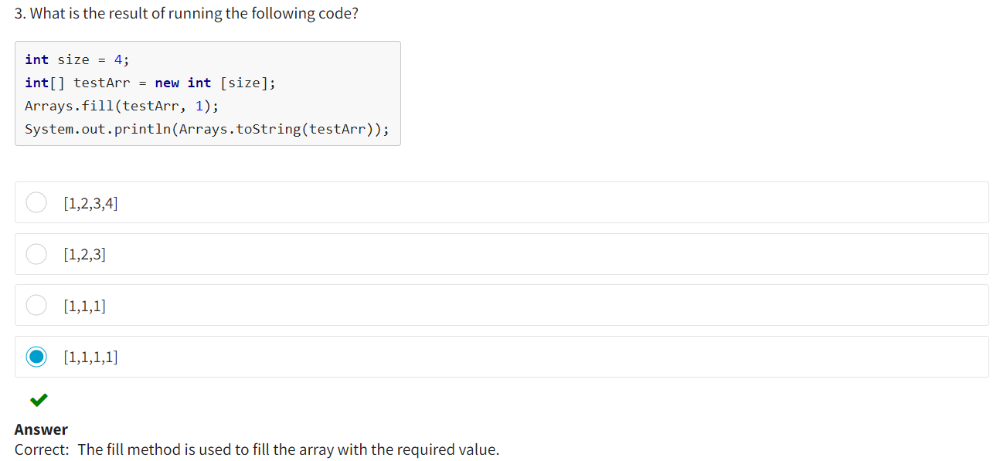 3. What is the result of running the following code?
int size = 4;
int[] testArr = new int [size];
Arrays.fill(testArr, 1);
System.out.println(Arrays.toString(testArr));
[1,2,3,4]
[1,2,3]
[1,1,1]
[1,1,1,1]
Answer
Correct:  The fill method is used to fill the array with the required value.